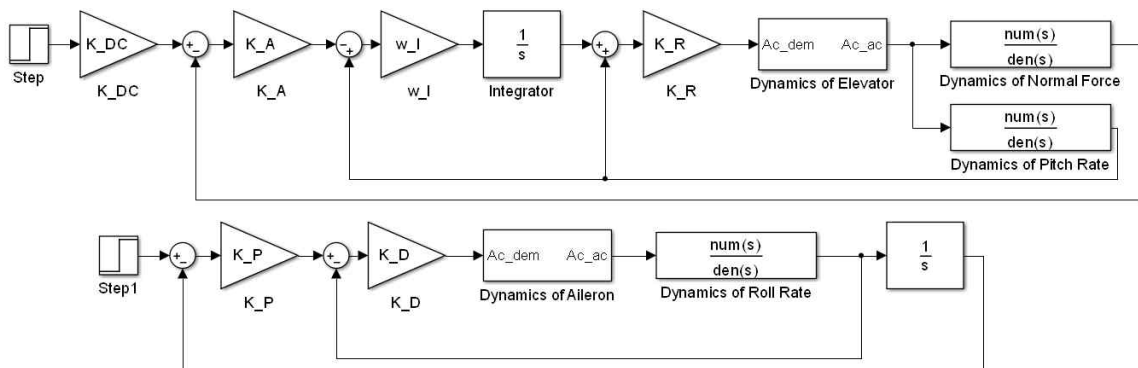 Step
K_DC
K_DC
+
-
K_A
K_A
-
+
w_I
w_I
1
s
Integrator
+
+
K_R
K_R
Ac_dem Ac_ac
Dynamics of Elevator
num(s)
den(s)
Dynamics of Normal Force
num(s)
den(s)
Dynamics of Pitch Rate
Step1
+
-
K_P
K_P
+
-
K_D
K_D
Ac_dem Ac_ac
Dynamics of Aileron
num(s)
den(s)
Dynamics of Roll Rate
1
s